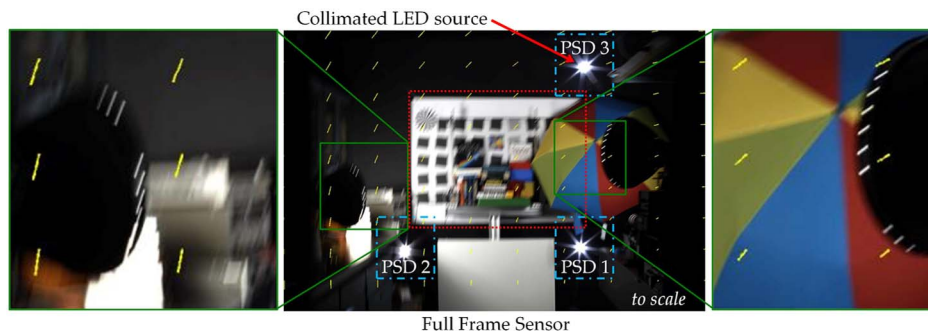 Collimated LED source
PSD 3
PSD 2
PSD 1
to scale
Full Frame Sensor